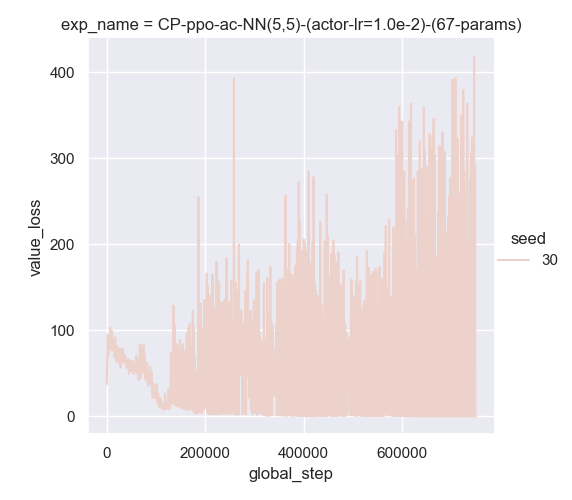 exp_name = CP-ppo-ac-NN(5,5)-(actor-lr=1.0e-2)-(67-params)
400
300
200
100
0
value_loss
seed
30
0 200000 400000 600000
global_step